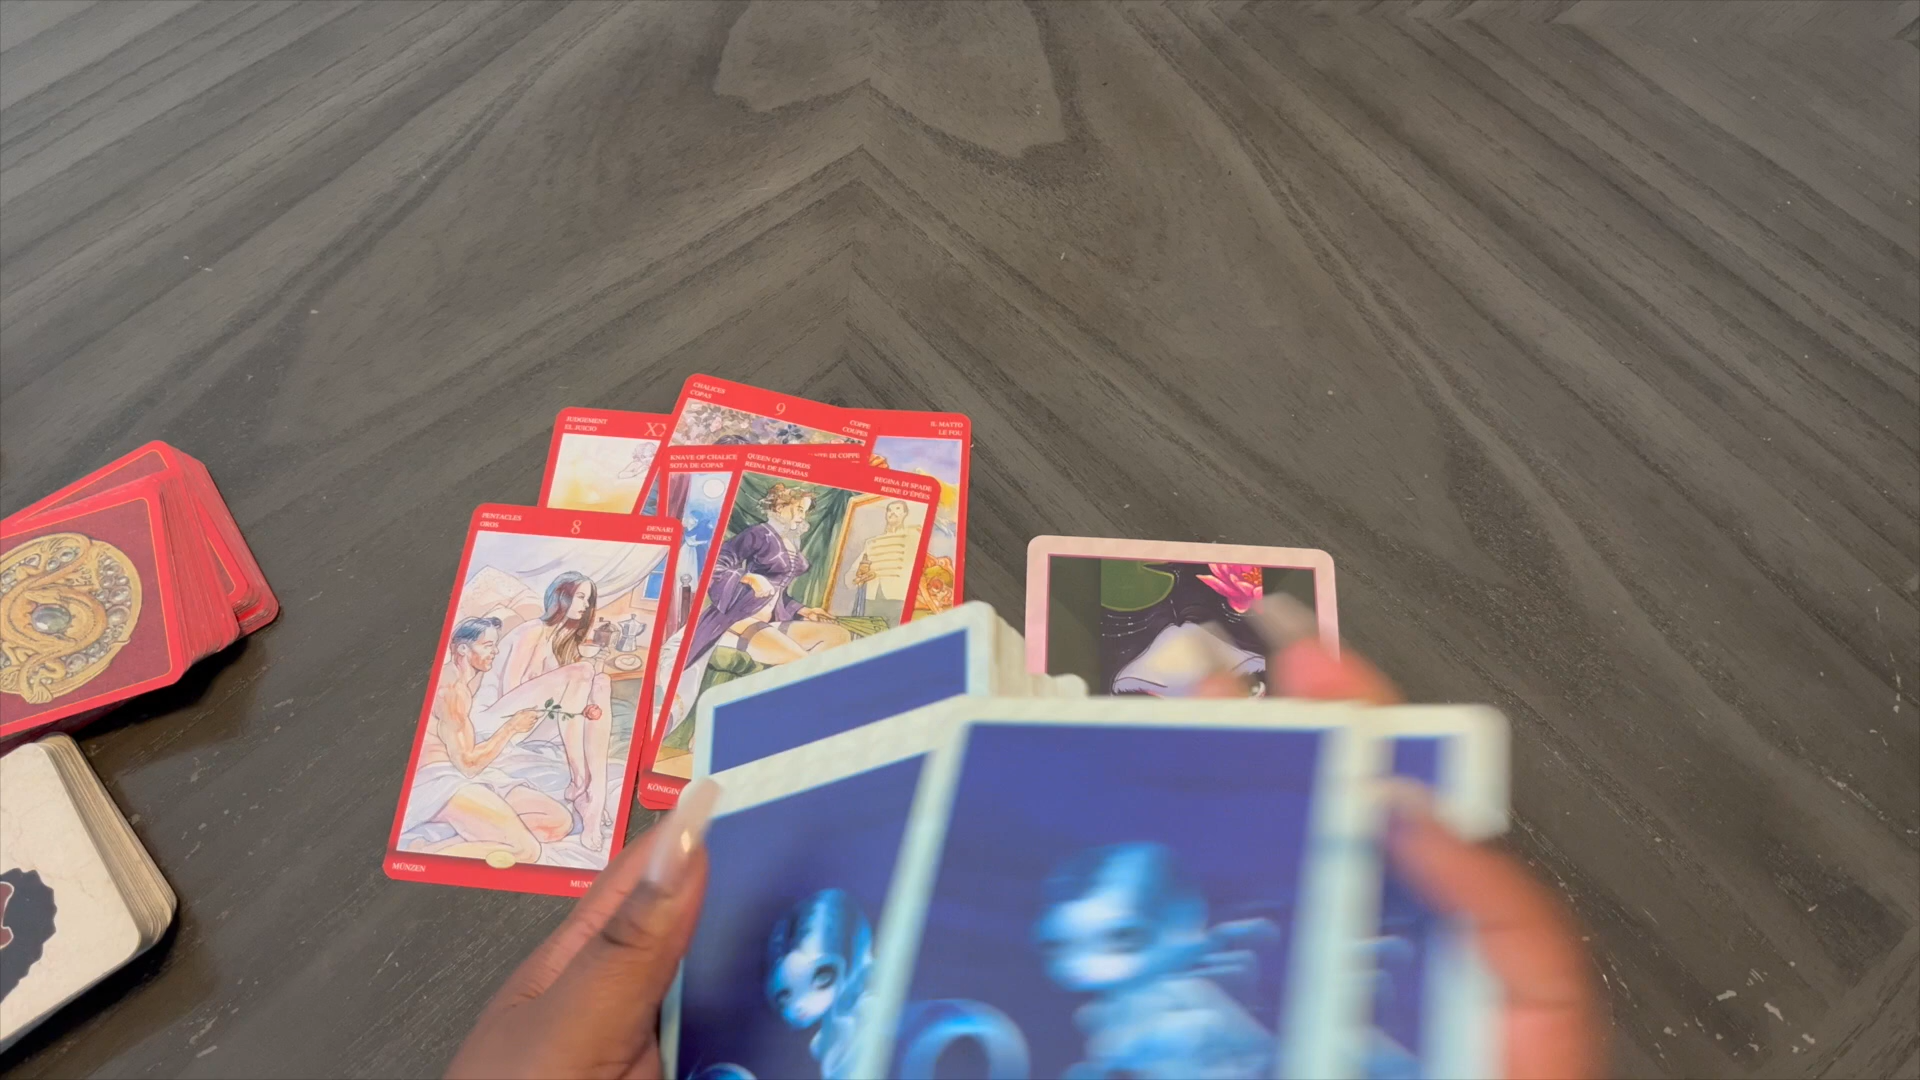 CHALICES
COPAS
9
COPPE
COUPES
JUDGEMENT
EL JUICIO
XX
IL MATTO
LE FOU
KNAVE OF CHALICE
SOTA DE COPAS
DI COPPE
QUEEN OF SWORDS
REINA DE ESPADAS
REGINA DI SPADE
REINE D'ÉPÉES
PENTACLES
OROS
8
DENARI
DENIERS
KÖNIGIN
MÜNZEN
MUNT